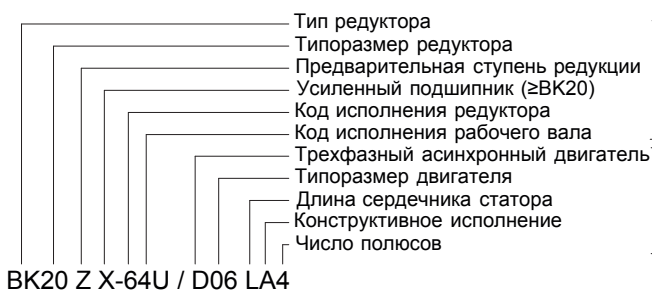 Тип редуктора
Типоразмер редуктора
Предварительная ступень редукции
Усиленный подшипник (≥BK20)
Код исполнения редуктора
Код исполнения рабочего вала
Трехфазный асинхронный двигатель
Типоразмер двигателя
Длина сердечника статора
Конструктивное исполнение
Число полюсов
BK20 Z X-64U / D06 LA4